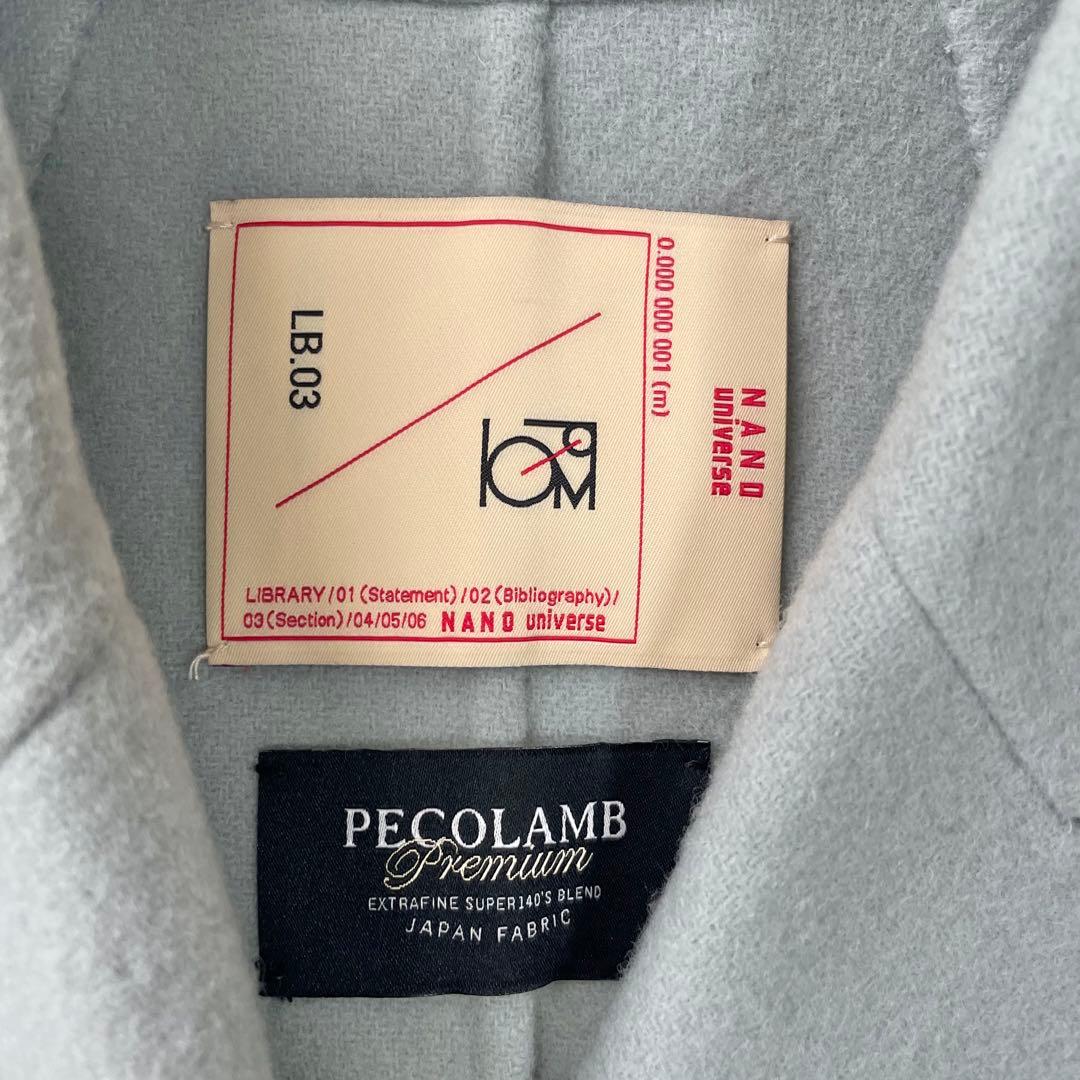 LB.03
0.000 000 001 (m)
NANO
universe
LIBRARY/01 (Statement)/02 (Bibliography)/
03 (Section)/04/05/06 NANO universe
PECOLAMB
Premium
EXTRAFINE SUPER140'S BLEND
JAPAN FABRIC